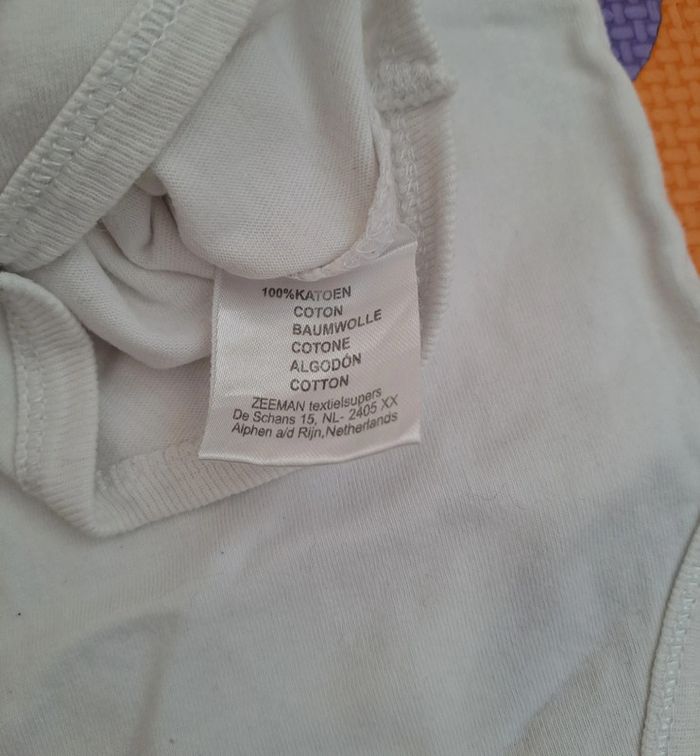 100%KATOEN
COTON
BAUMWOLLE
COTONE
ALGODÓN
COTTON
ZEEMAN textielsupers
De Schans 15, NL- 2405 XX
Alphen a/d Rijn,Netherlands